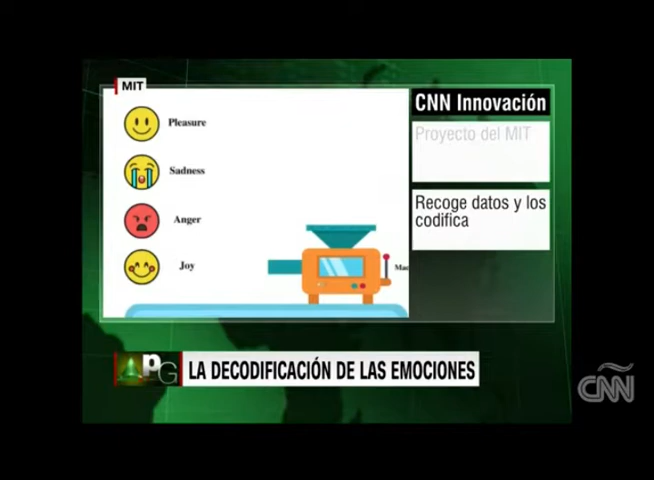 MIT
Pleasure
Sadness
Anger
Joy
CNN Innovación
Proyecto del MIT
Recoge datos y los
codifica
PG
LA DECODIFICACIÓN DE LAS EMOCIONES
CNN